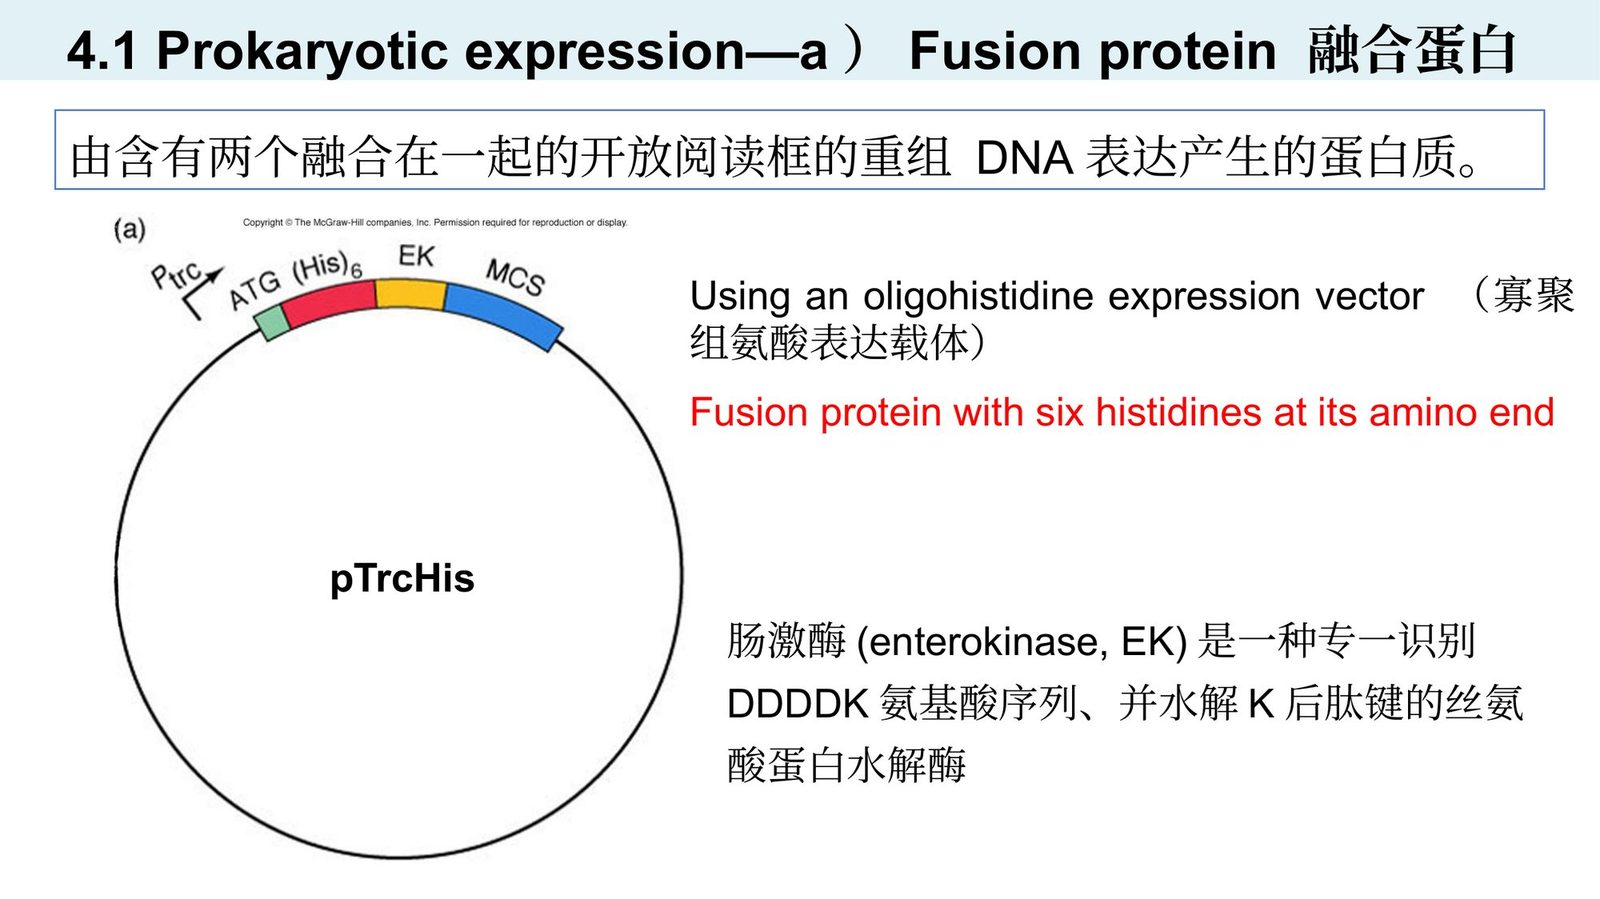 4.1 Prokaryotic expression—a） Fusion protein 融合蛋白
由含有两个融合在一起的开放阅读框的重组 DNA 表达产生的蛋白质。
(a)
Copyright © The McGraw-Hill companies, Inc. Permission required for reproduction or display.
Ptrc
ATG
(His)6
EK
MCS
Using an oligohistidine expression vector （寡聚
组氨酸表达载体）
Fusion protein with six histidines at its amino end
pTrcHis
肠激酶 (enterokinase, EK) 是一种专一识别
DDDDK 氨基酸序列、并水解 K 后肽键的丝氨
酸蛋白水解酶